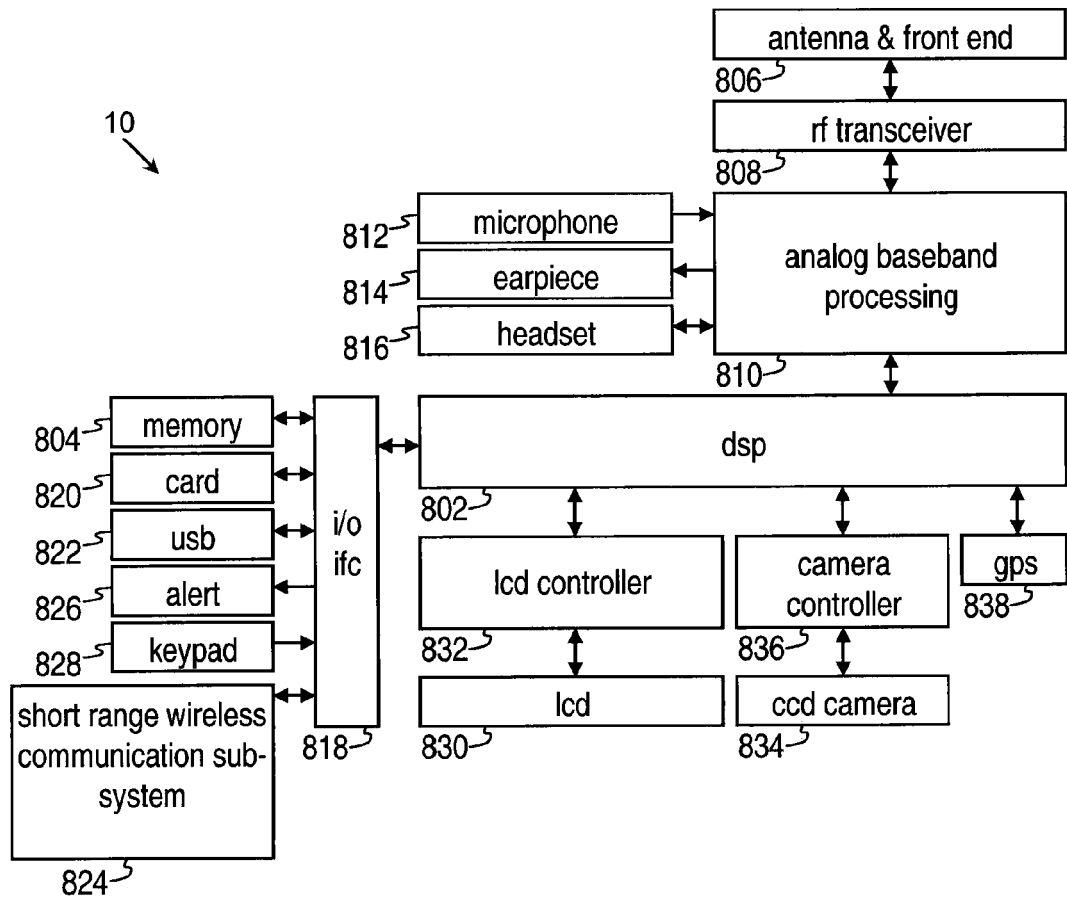 antenna & front end
806
10
rf transceiver
808
microphone
812
analog baseband
processing
earpiece
814
headset
816
810
memory
804
dsp
card
820
802
usb
822
i/o
ifc
lcd controller
camera
controller
gps
838
alert
826
keypad
828
832
836
short range wireless
communication sub-
system
lcd
ccd camera
818
830
834
824